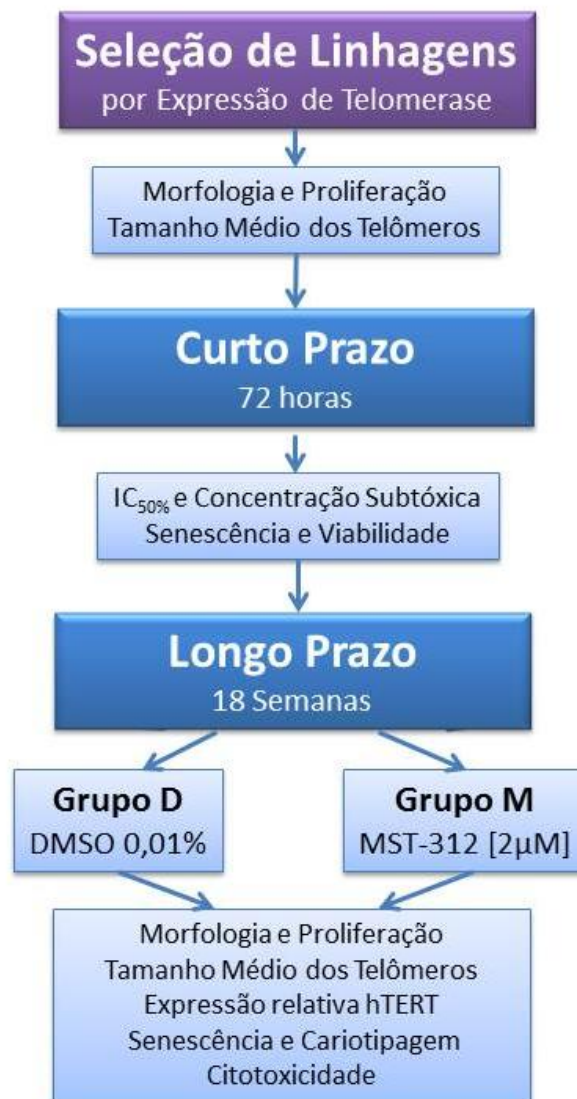 Seleção de Linhagens
por Expressão de Telomerase
Morfologia e Proliferação
Tamanho Médio dos Telômeros
Curto Prazo
72 horas
IC50% e Concentração Subtóxica
Senescência e Viabilidade
Longo Prazo
18 Semanas
Grupo D
DMSO 0,01%
Grupo M
MST-312 [2µM]
Morfologia e Proliferação
Tamanho Médio dos Telômeros
Expressão relativa hTERT
Senescência e Cariotipagem
Citotoxicidade